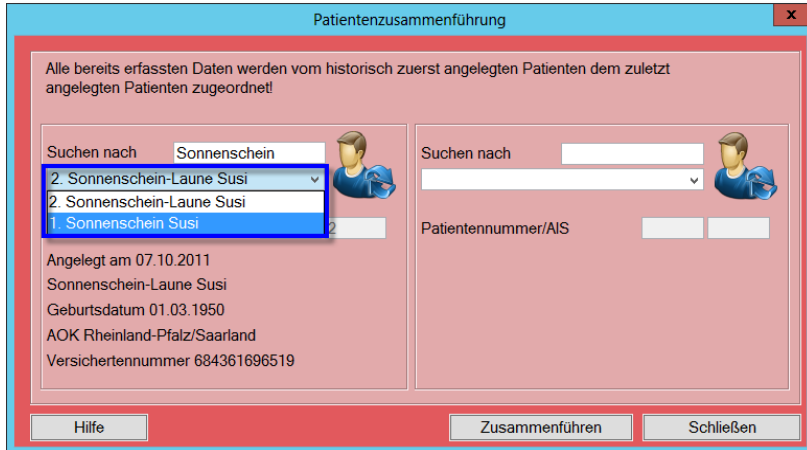 Patientenzusammenführung
x
Alle bereits erfassten Daten werden vom historisch zuerst angelegten Patienten dem zuletzt
angelegten Patienten zugeordnet!
Suchen nach Sonnenschein
2. Sonnenschein-Laune Susi
2. Sonnenschein-Laune Susi
1. Sonnenschein Susi
2
Angelegt am 07.10.2011
Sonnenschein-Laune Susi
Geburtsdatum 01.03.1950
AOK Rheinland-Pfalz/Saarland
Versichertennummer 684361696519
Suchen nach
Patientennummer/AIS
Hilfe
Zusammenführen
Schließen